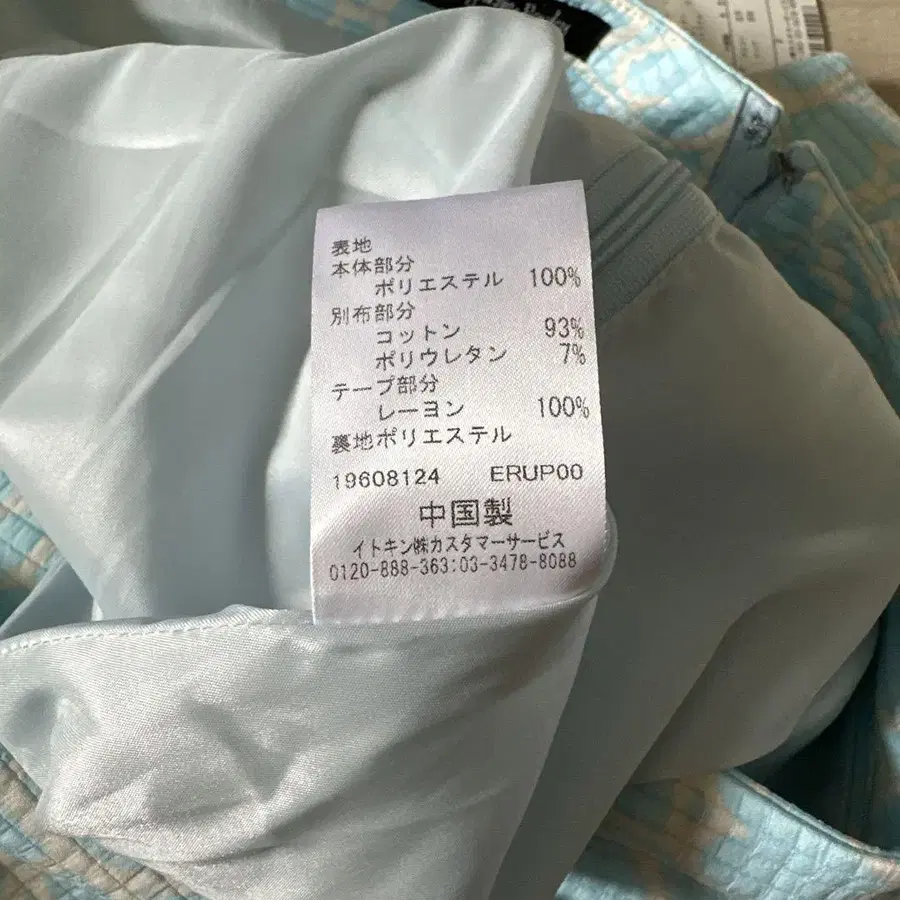 表地
本体部分
ポリエステル 100%
別布部分
コットン 93%
ポリウレタン 7%
テープ部分
レーヨン 100%
裏地ポリエステル
19608124 ERUP00
中国製
イトキン㈱カスタマーサービス
0120-888-363:03-3478-8088